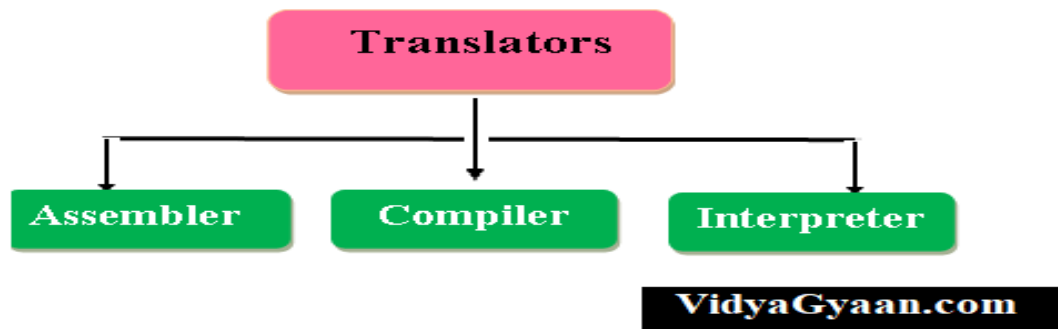 Translators
Assembler
Compiler
Interpreter
VidyaGyaan.com